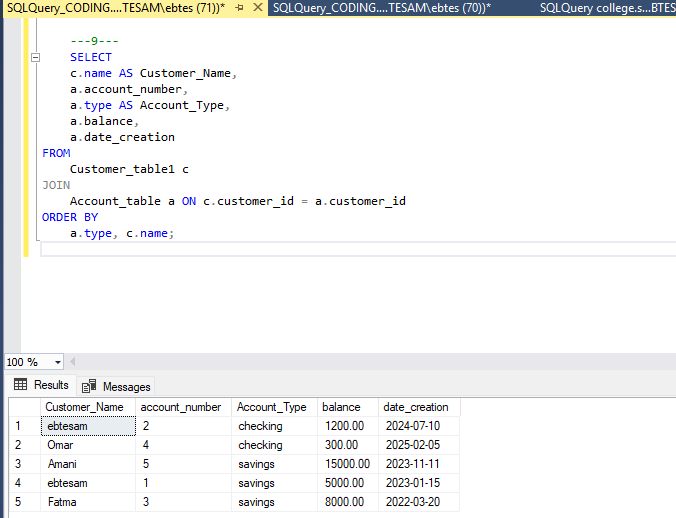 SQLQuery_CODING....TESAM\ebtes (71))* SQLQuery_CODING....TESAM\ebtes (70))* SQLQuery college.s...BTES
---9---
SELECT
c.name AS Customer_Name,
a.account_number,
a.type AS Account_Type,
a.balance,
a.date_creation
FROM
Customer_table1 c
JOIN
Account_table a ON c.customer_id = a.customer_id
ORDER BY
a.type, c.name;
100 %
Results Messages
Customer_Name account_number Account_Type balance date_creation
1 ebtesam 2 checking 1200.00 2024-07-10
2 Omar 4 checking 300.00 2025-02-05
3 Amani 5 savings 15000.00 2023-11-11
4 ebtesam 1 savings 5000.00 2023-01-15
5 Fatma 3 savings 8000.00 2022-03-20